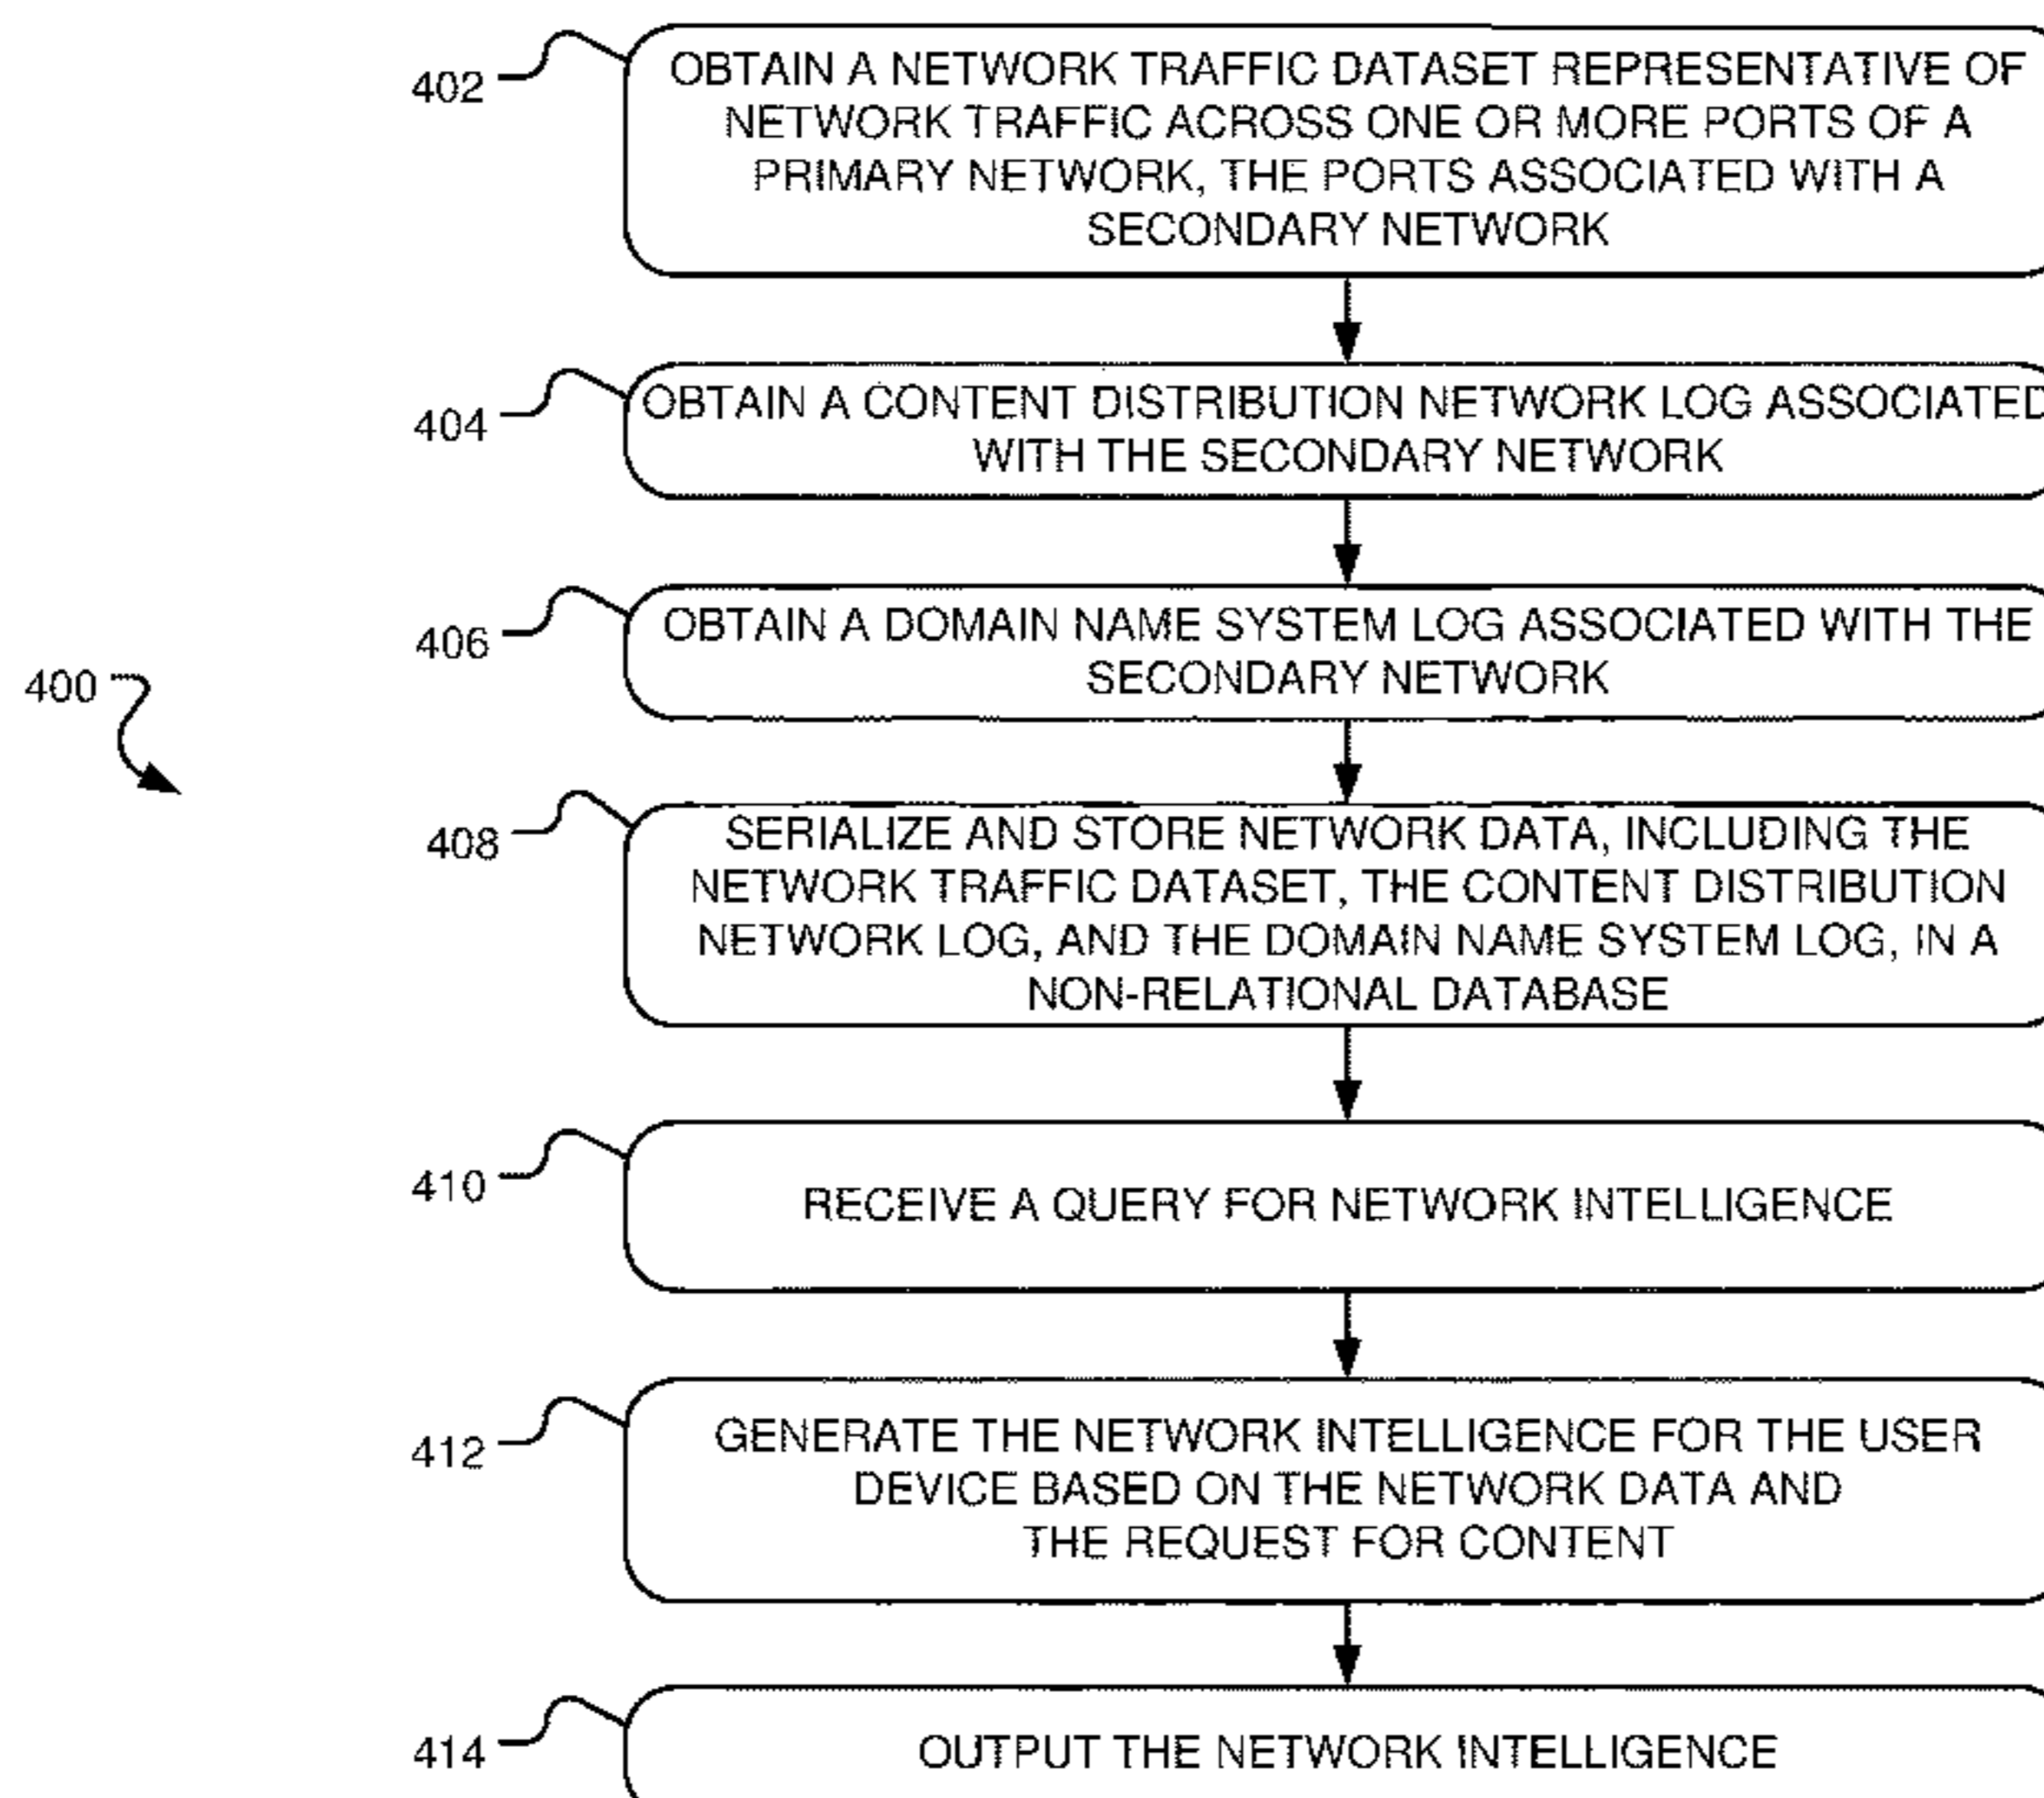 402
OBTAIN A NETWORK TRAFFIC DATASET REPRESENTATIVE OF
NETWORK TRAFFIC ACROSS ONE OR MORE PORTS OF A
PRIMARY NETWORK, THE PORTS ASSOCIATED WITH A
SECONDARY NETWORK
404
OBTAIN A CONTENT DISTRIBUTION NETWORK LOG ASSOCIATED
WITH THE SECONDARY NETWORK
406
OBTAIN A DOMAIN NAME SYSTEM LOG ASSOCIATED WITH THE
SECONDARY NETWORK
400
408
SERIALIZE AND STORE NETWORK DATA, INCLUDING THE
NETWORK TRAFFIC DATASET, THE CONTENT DISTRIBUTION
NETWORK LOG, AND THE DOMAIN NAME SYSTEM LOG, IN A
NON-RELATIONAL DATABASE
410
RECEIVE A QUERY FOR NETWORK INTELLIGENCE
412
GENERATE THE NETWORK INTELLIGENCE FOR THE USER
DEVICE BASED ON THE NETWORK DATA AND
THE REQUEST FOR CONTENT
414
OUTPUT THE NETWORK INTELLIGENCE